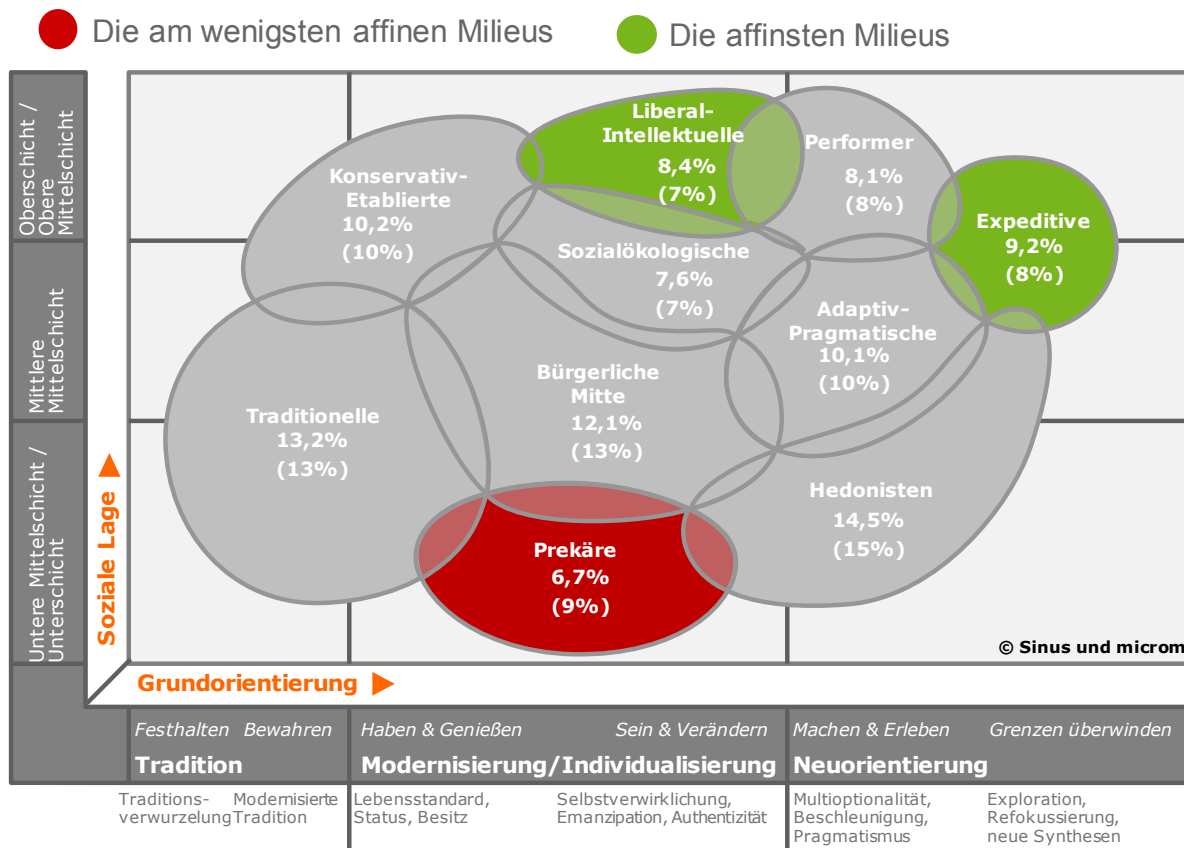 Die am wenigsten affinen Milieus
Die affinsten Milieus
Oberschicht /
Obere
Mittelschicht
Mittlere
Mittelschicht
Untere Mittelschicht /
Unterschicht
Soziale Lage
Liberal-
Intellektuelle
8,4%
(7%)
Performer
8,1%
(8%)
Konservativ-
Etablierte
10,2%
(10%)
Expeditive
9,2%
(8%)
Sozialökologische
7,6%
(7%)
Adaptiv-
Pragmatische
10,1%
(10%)
Bürgerliche
Mitte
12,1%
(13%)
Traditionelle
13,2%
(13%)
Hedonisten
14,5%
(15%)
Prekäre
6,7%
(9%)
© Sinus und microm
Grundorientierung
Festhalten
Bewahren
Haben & Genießen
Sein & Verändern
Machen & Erleben
Grenzen überwinden
Tradition
Modernisierung/Individualisierung
Neuorientierung
Traditions-
verwurzelung
Modernisierte
Tradition
Lebensstandard,
Status, Besitz
Selbstverwirklichung,
Emanzipation, Authentizität
Multioptionalität,
Beschleunigung,
Pragmatismus
Exploration,
Refokussierung,
neue Synthesen